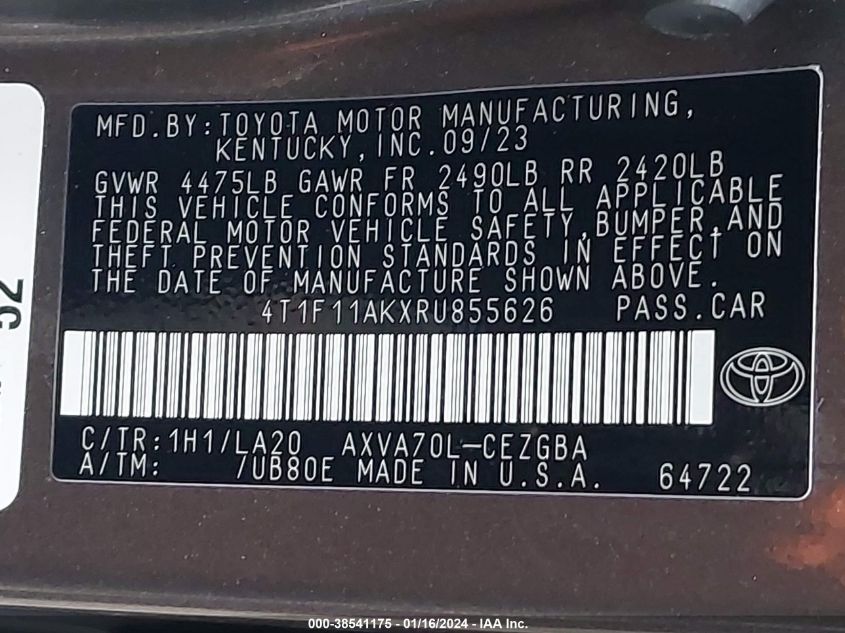 MFD.BY:TOYOTA MOTOR MANUFACTURING,
KENTUCKY,INC.09/23
GVWR 4475LB GAWR FR 2490LB RR 2420LB
THIS VEHICLE CONFORMS TO ALL APPLICABLE
FEDERAL MOTOR VEHICLE SAFETY,BUMPER,AND
THEFT PREVENTION STANDARDS IN EFFECT ON
THE DATE OF MANUFACTURE SHOWN ABOVE.
4T1F11AKXRU855626 PASS.CAR
C/TR:1H1/LA20 AXVA70L-CEZGBA
A/TM: /UB80E MADE IN U.S.A. 64722
52
000-38541175 - 01/16/2024 - IAA Inc.